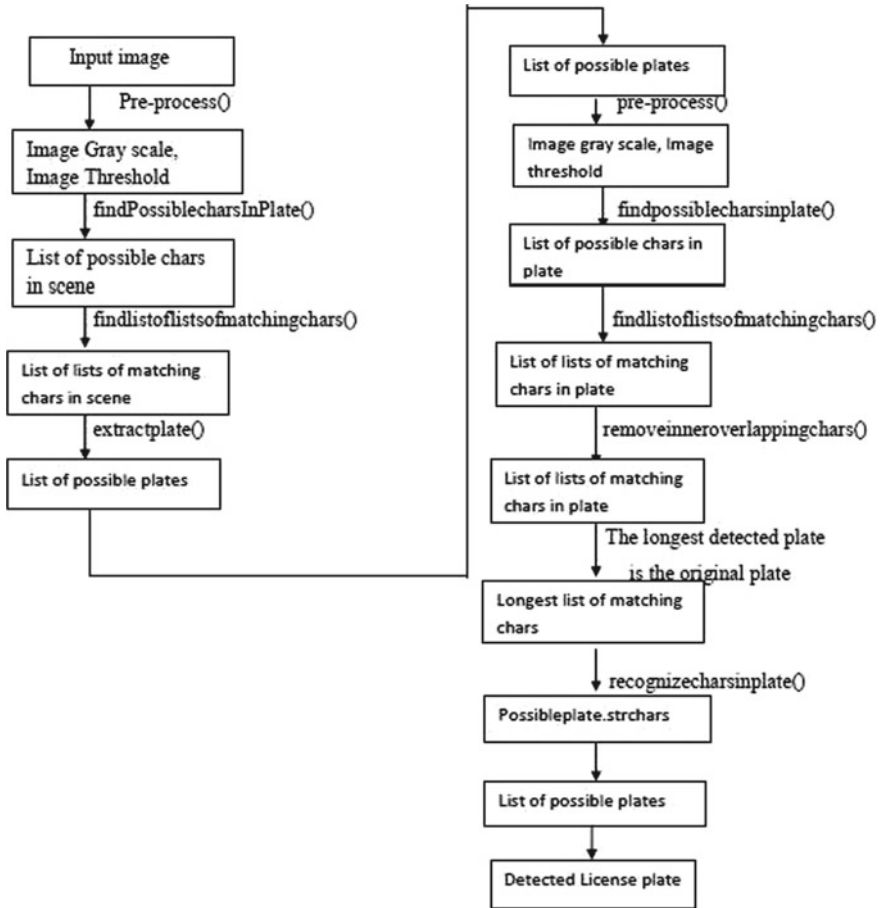 Input image
Pre-process()
Image Gray scale,
Image Threshold
findPossiblecharsInPlate()
List of possible chars
in scene
findlistoflistsofmatchingchars()
List of lists of matching
chars in scene
extractplate()
List of possible plates
List of possible plates
pre-process()
Image gray scale, Image
threshold
findpossiblecharsinplate()
List of possible chars in
plate
findlistoflistsofmatchingchars()
List of lists of matching
chars in plate
removeinneroverlappingchars()
List of lists of matching
chars in plate
The longest detected plate
is the original plate
Longest list of matching
chars
recognizecharsinplate()
Possibleplate.strchars
List of possible plates
Detected License plate